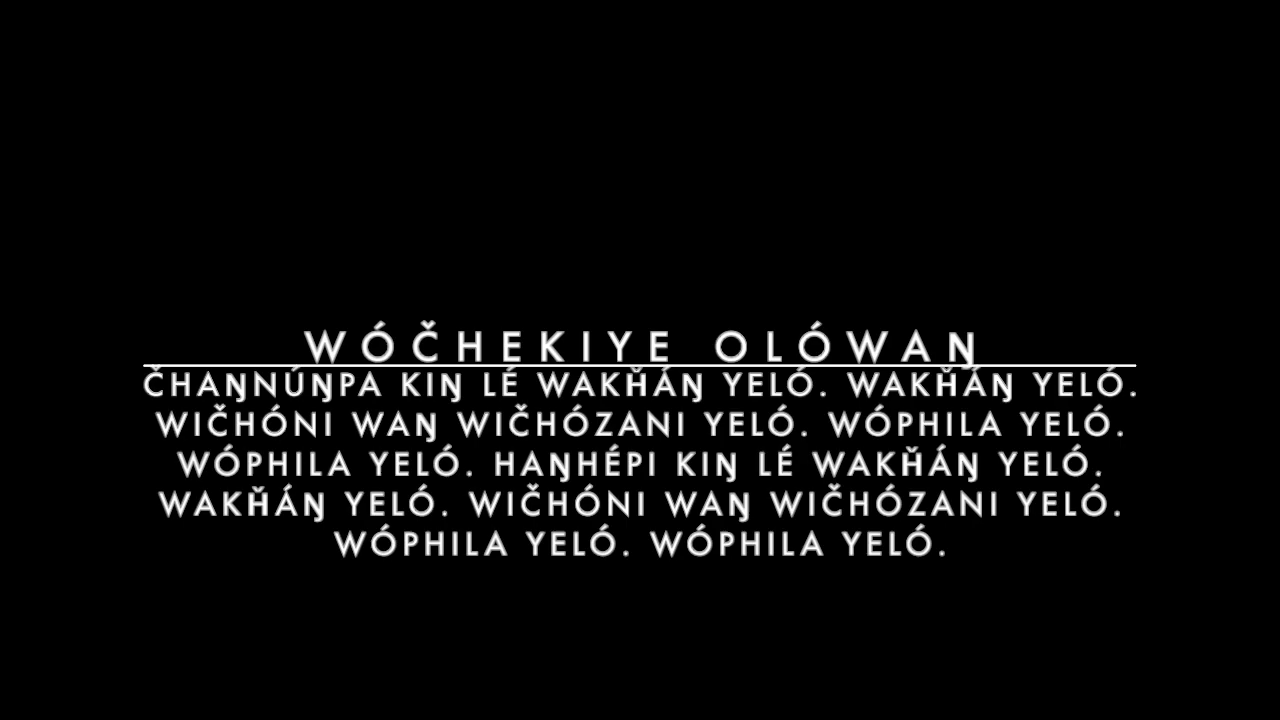 WÓČHEKIYE OLÓWAŊ
ČHAŊNÚŊPA KIŊ LÉ WAKȞÁŊ YELÓ. WAKȞÁŊ YELÓ.
WIČHÓNI WAŊ WIČHÓZANI YELÓ. WÓPHILA YELÓ.
WÓPHILA YELÓ. HAŊHÉPI KIŊ LÉ WAKȞÁŊ YELÓ.
WAKȞÁŊ YELÓ. WIČHÓNI WAŊ WIČHÓZANI YELÓ.
WÓPHILA YELÓ. WÓPHILA YELÓ.